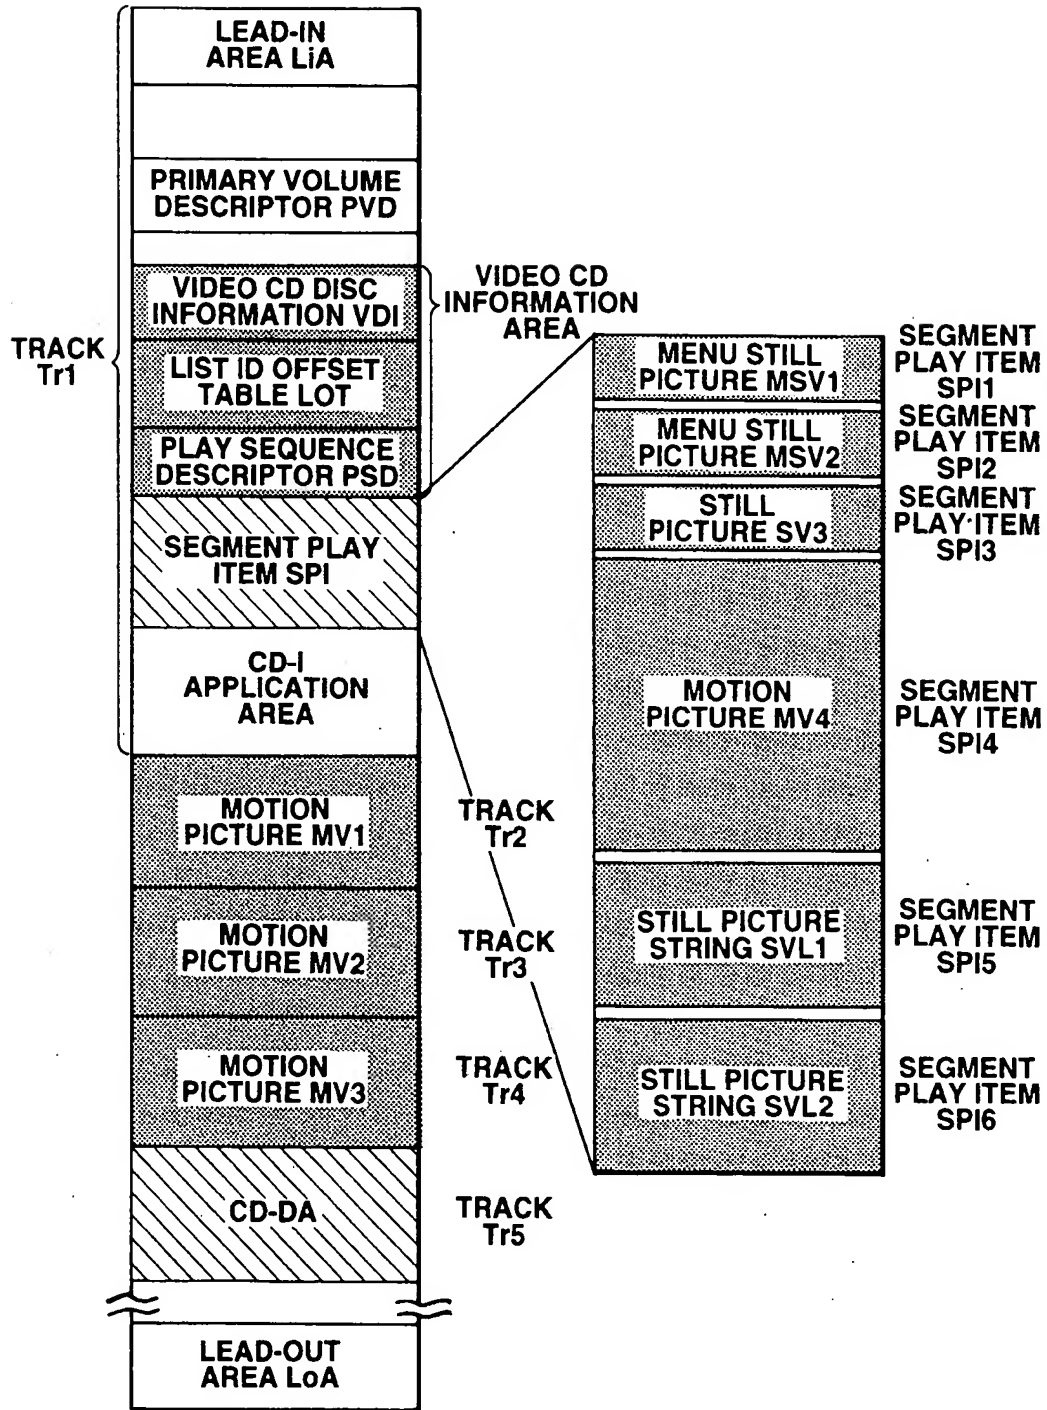 LEAD-IN
AREA LiA
PRIMARY VOLUME
DESCRIPTOR PVD
VIDEO CD DISC
INFORMATION VDI
LIST ID OFFSET
TABLE LOT
PLAY SEQUENCE
DESCRIPTOR PSD
SEGMENT PLAY
ITEM SPI
CD-I
APPLICATION
AREA
TRACK
Tr1
VIDEO CD
INFORMATION
AREA
MOTION
PICTURE MV1
TRACK
Tr2
MOTION
PICTURE MV2
TRACK
Tr3
MOTION
PICTURE MV3
TRACK
Tr4
CD-DA
TRACK
Tr5
LEAD-OUT
AREA LoA
MENU STILL
PICTURE MSV1
SEGMENT
PLAY ITEM
SPI1
MENU STILL
PICTURE MSV2
SEGMENT
PLAY ITEM
SPI2
STILL
PICTURE SV3
SEGMENT
PLAY ITEM
SPI3
MOTION
PICTURE MV4
SEGMENT
PLAY ITEM
SPI4
STILL PICTURE
STRING SVL1
SEGMENT
PLAY ITEM
SPI5
STILL PICTURE
STRING SVL2
SEGMENT
PLAY ITEM
SPI6